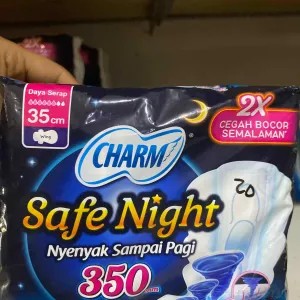 Daya Serap
35cm
Wing
2X
CEGAH BOCOR
SEMALAMAN*
CHARM
Safe Night
Nyenyak Sampai Pagi
350
20